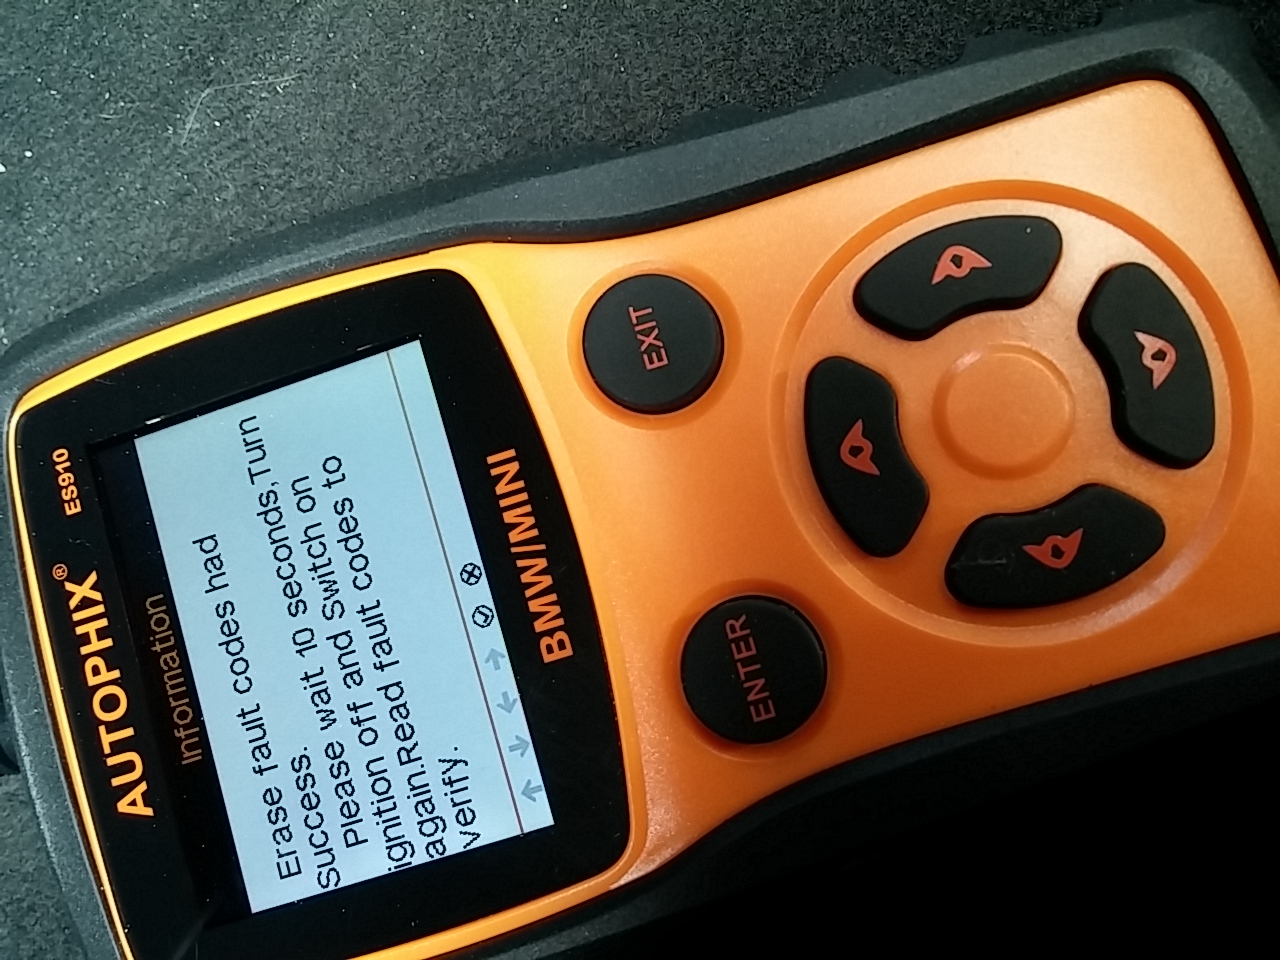 AUTOPHIX® ES910
Information
Erase fault codes had
success.
Please wait 10 seconds,Turn
ignition off and Switch on
again.Read fault codes to
verify.
BMW/MINI
ENTER
EXIT